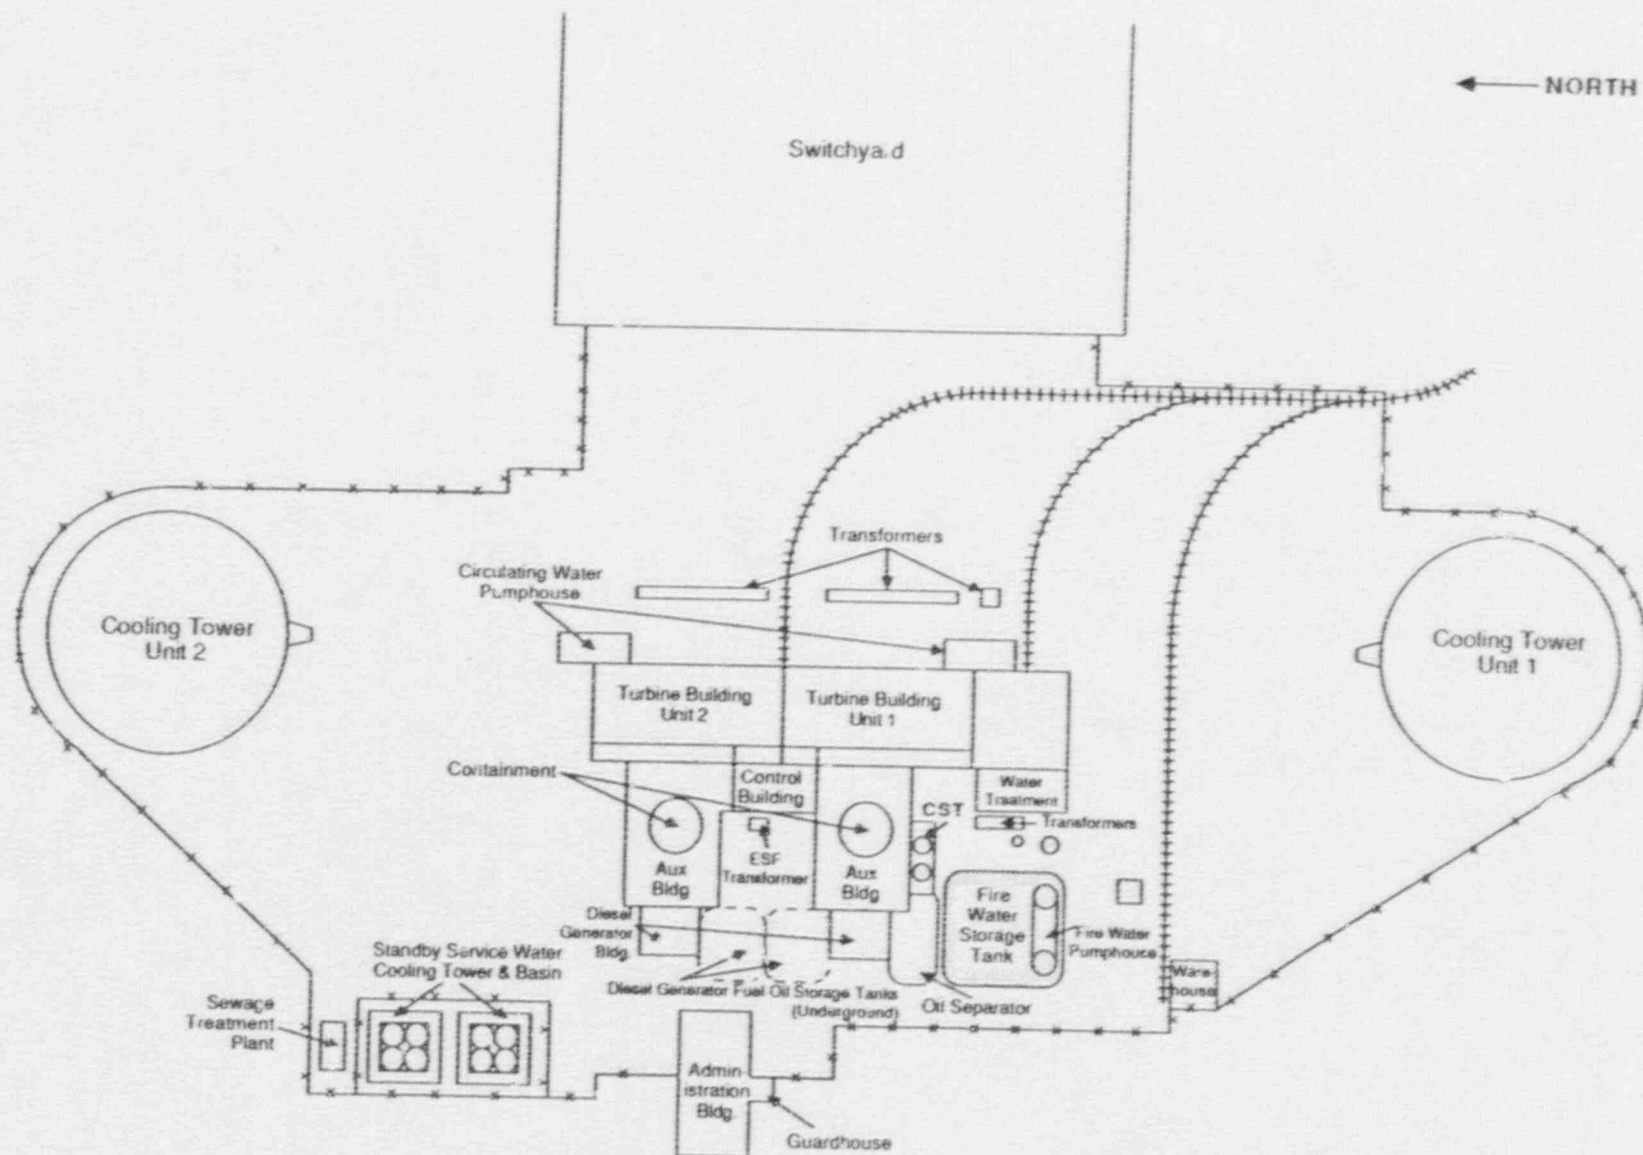 NORTH
Switchya.d
Transformers
Circulating Water
Pumphouse
Cooling Tower
Unit 2
Cooling Tower
Unit 1
Turbine Building
Unit 2
Turbine Building
Unit 1
Containment
Control
Building
Water
Treatment
CST
Transformers
ESF
Transformer
Aux
Bldg
Aux
Bldg
Fire
Water
Storage
Tank
Fire Water
Pumphouse
Diesel
Generator
Bldg.
Standby Service Water
Cooling Tower & Basin
Diesel Generator Fuel Oil Storage Tanks
(Underground)
Oil Separator
Ware-
house
Sewage
Treatment
Plant
Admin-
istration
Bldg.
Guardhouse